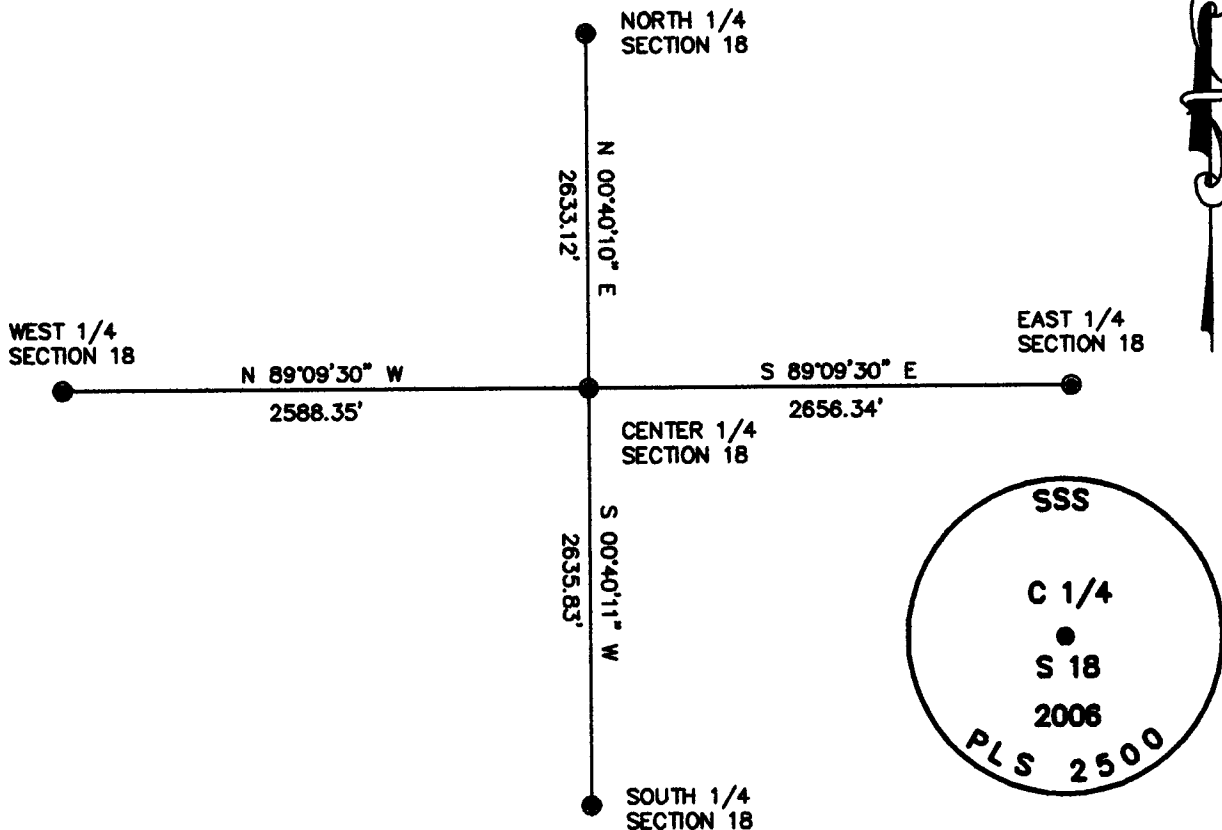 NORTH 1/4
SECTION 18
N 00°40'10" E
2633.12'
WEST 1/4
SECTION 18
N 89°09'30" W
2588.35'
S 89°09'30" E
2656.34'
EAST 1/4
SECTION 18
CENTER 1/4
SECTION 18
S 00°40'11" W
2635.83'
SOUTH 1/4
SECTION 18
SSS
C 1/4
S 18
2006
PLS 2500